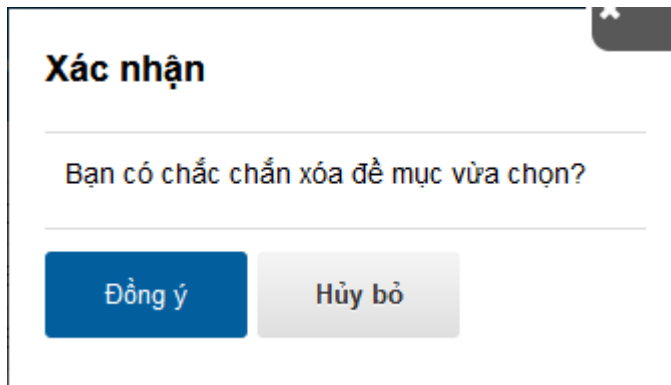 Xác nhận
Bạn có chắc chắn xóa đề mục vừa chọn?
Đồng ý
Hủy bỏ